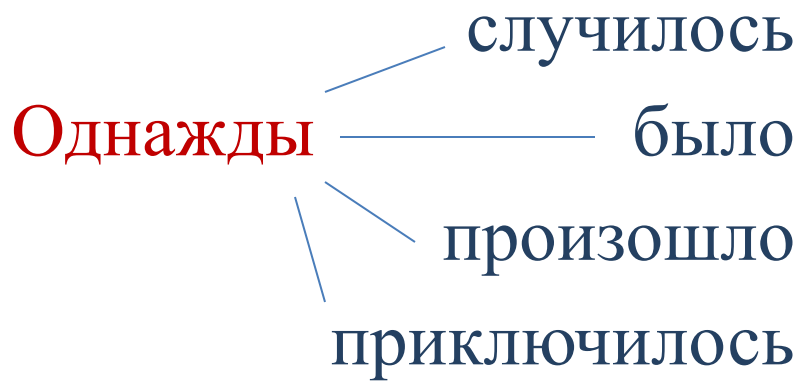 случилось
Однажды
было
произошло
приключилось